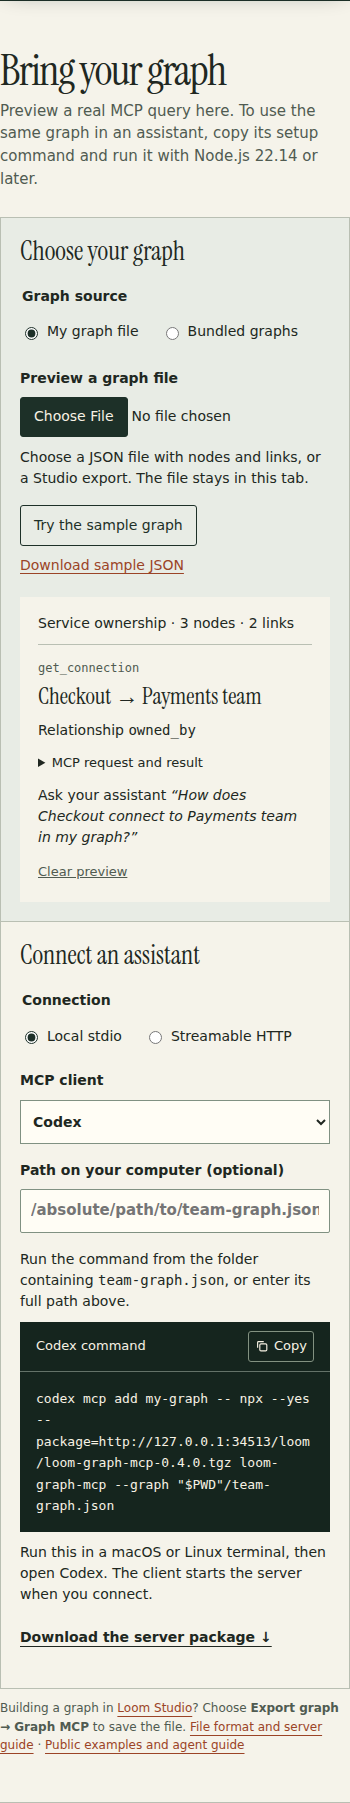 Bring your graph
Preview a real MCP query here. To use the
same graph in an assistant, copy its setup
command and run it with Node.js 22.14 or
later.
Choose your graph
Graph source
My graph file
Bundled graphs
Preview a graph file
Choose File No file chosen
Choose a JSON file with nodes and links, or
a Studio export. The file stays in this tab.
Try the sample graph
Download sample JSON
Service ownership · 3 nodes · 2 links
get_connection
Checkout → Payments team
Relationship owned_by
▶ MCP request and result
Ask your assistant “How does
Checkout connect to Payments team
in my graph?”
Clear preview
Connect an assistant
Connection
Local stdio
Streamable HTTP
MCP client
Codex
Path on your computer (optional)
/absolute/path/to/team-graph.json
Run the command from the folder
containing team-graph.json, or enter its
full path above.
Codex command
Copy
codex mcp add my-graph -- npx --yes
--
package=http://127.0.0.1:34513/loom
/loom-graph-mcp-0.4.0.tgz loom-
graph-mcp --graph "$PWD"/team-
graph.json
Run this in a macOS or Linux terminal, then
open Codex. The client starts the server
when you connect.
Download the server package ↓
Building a graph in Loom Studio? Choose Export graph
→ Graph MCP to save the file. File format and server
guide · Public examples and agent guide